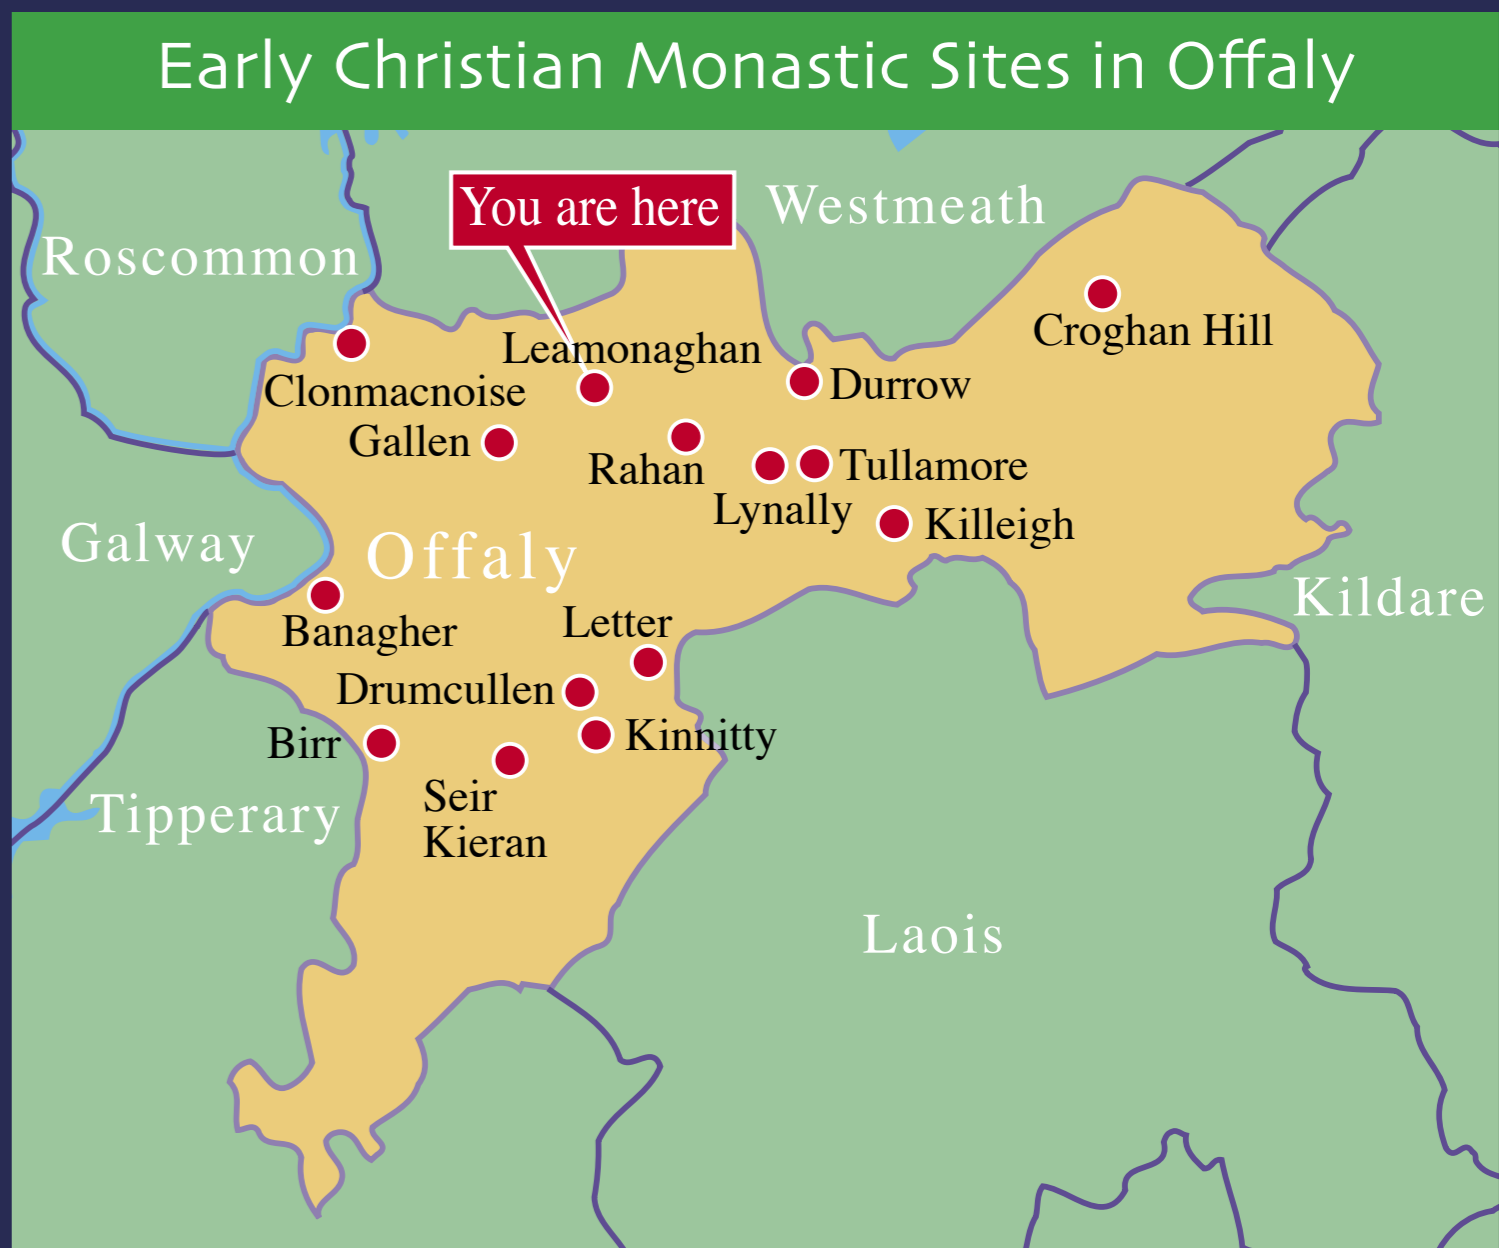 Early Christian Monastic Sites in Offaly
You are here
Westmeath
Roscommon
Croghan Hill
Leamonaghan
Clonmacnoise
Durrow
Gallen
Rahan
Tullamore
Lynally
Killeigh
Galway
Offaly
Kildare
Banagher
Letter
Drumcullen
Birr
Kinnitty
Seir
Kieran
Tipperary
Laois